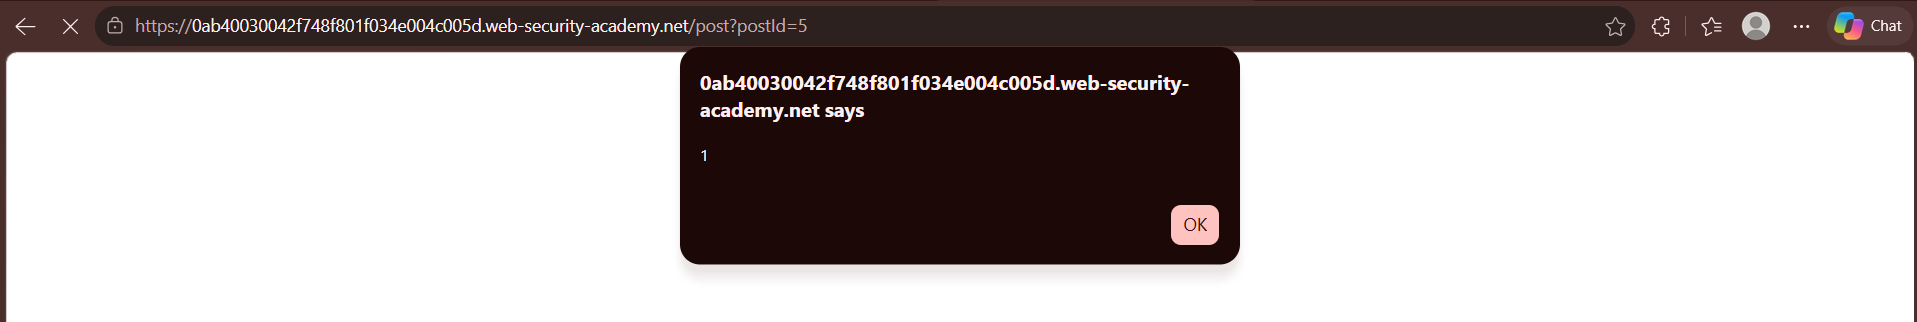 https://0ab40030042f748f801f034e004c005d.web-security-academy.net/post?postId=5
Chat
0ab40030042f748f801f034e004c005d.web-security-
academy.net says
1
OK